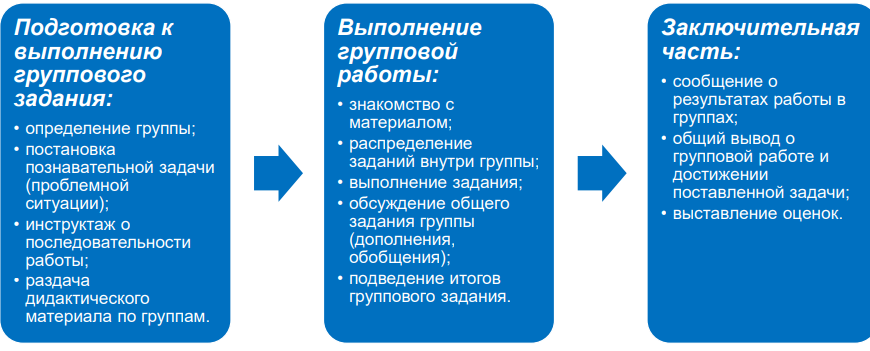 Подготовка к
выполнению
группового
задания:
• определение группы;
• постановка
познавательной задачи
(проблемной
ситуации);
• инструктаж о
последовательности
работы;
• раздача
дидактического
материала по группам.
Выполнение
групповой
работы:
• знакомство с
материалом;
• распределение
заданий внутри группы;
• выполнение задания;
• обсуждение общего
задания группы
(дополнения,
обобщения);
• подведение итогов
группового задания.
Заключительная
часть:
• сообщение о
результатах работы в
группах;
• общий вывод о
групповой работе и
достижении
поставленной задачи;
• выставление оценок.